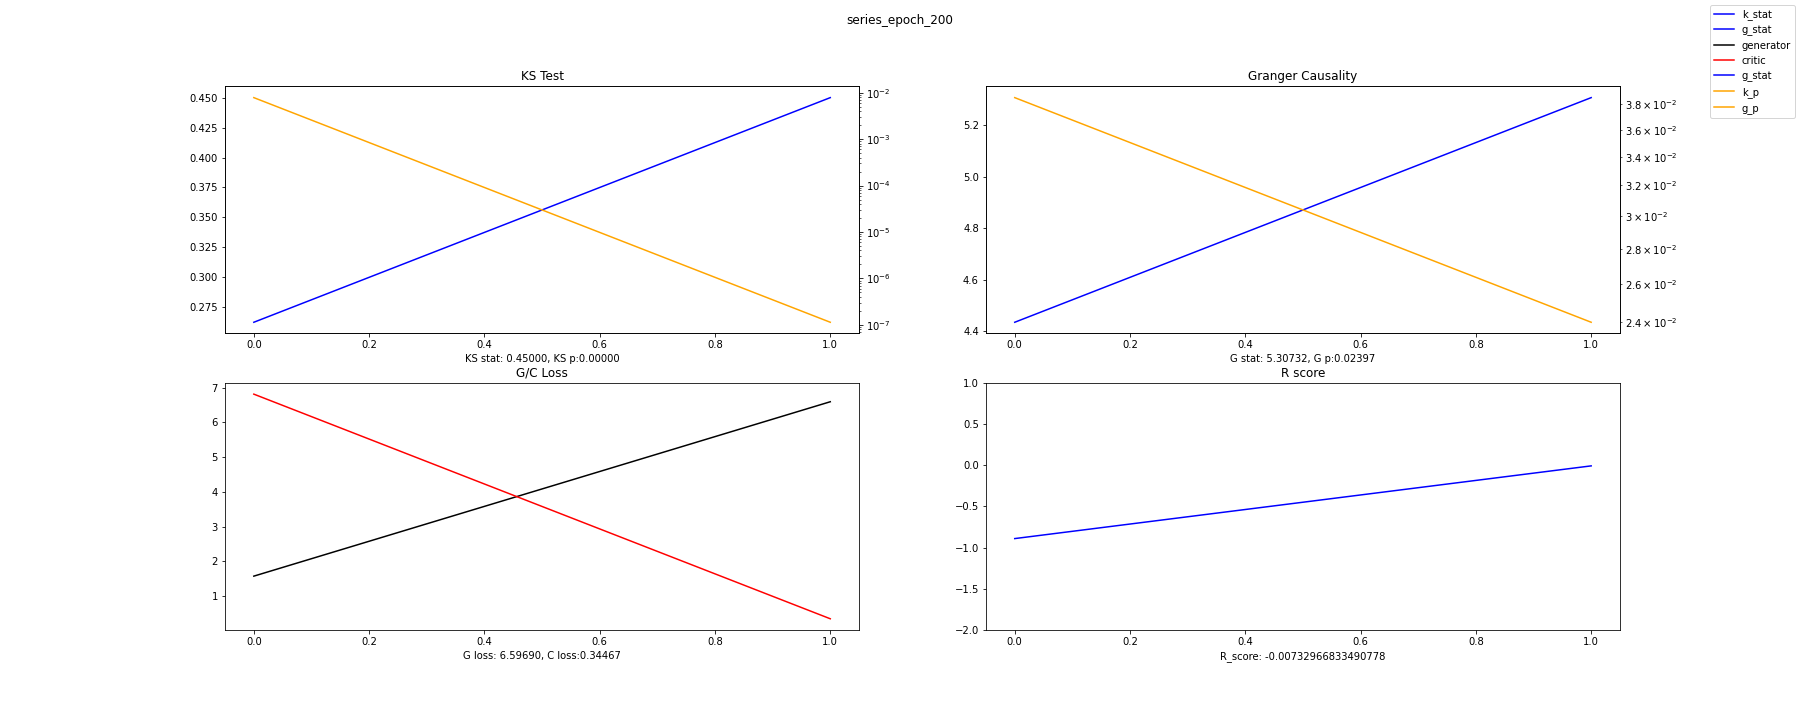 series_epoch_200
k_stat
g_stat
generator
critic
g_stat
k_p
g_p
KS Test
0.450
0.425
0.400
0.375
0.350
0.325
0.300
0.275
10⁻²
10⁻³
10⁻⁴
10⁻⁵
10⁻⁶
10⁻⁷
0.0 0.2 0.4 0.6 0.8 1.0
KS stat: 0.45000, KS p:0.00000
Granger Causality
5.2
5.0
4.8
4.6
4.4
3.8 × 10⁻²
3.6 × 10⁻²
3.4 × 10⁻²
3.2 × 10⁻²
3 × 10⁻²
2.8 × 10⁻²
2.6 × 10⁻²
2.4 × 10⁻²
0.0 0.2 0.4 0.6 0.8 1.0
G stat: 5.30732, G p:0.02397
G/C Loss
7
6
5
4
3
2
1
0.0 0.2 0.4 0.6 0.8 1.0
G loss: 6.59690, C loss:0.34467
R score
1.0
0.5
0.0
−0.5
−1.0
−1.5
−2.0
0.0 0.2 0.4 0.6 0.8 1.0
R_score: -0.00732966833490778